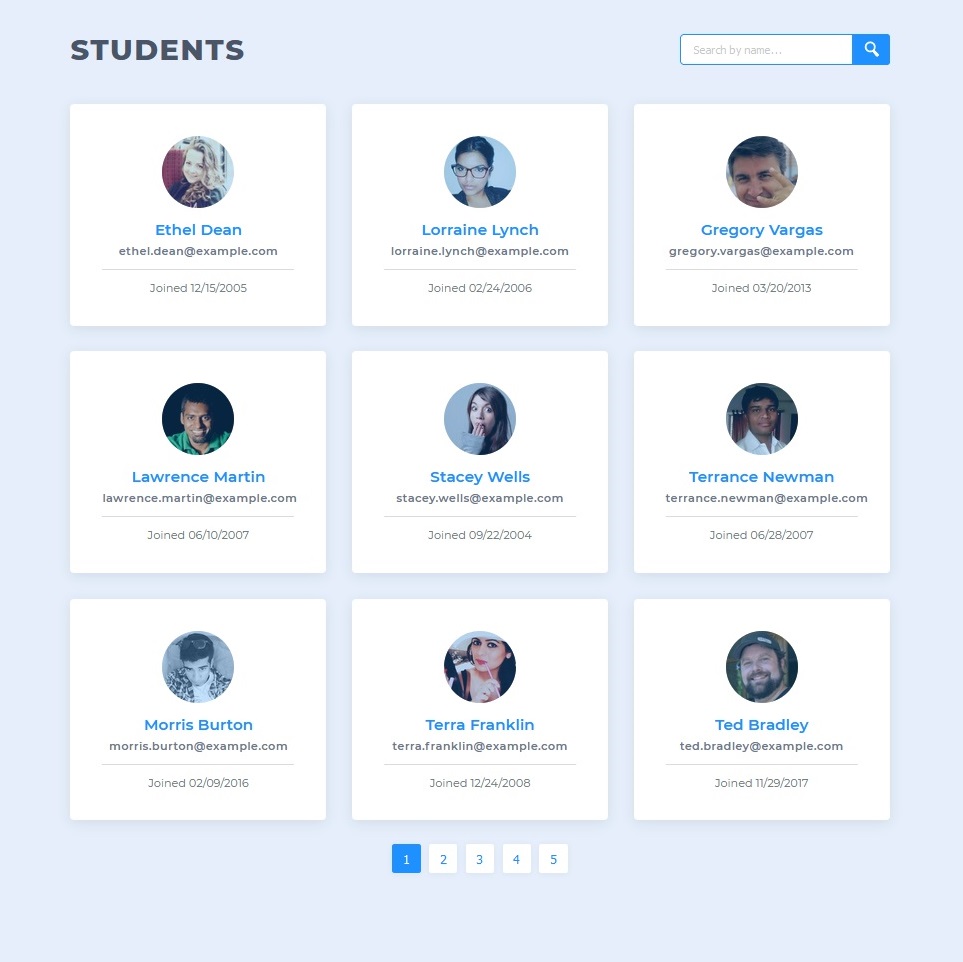 STUDENTS
Search by name...
Ethel Dean
ethel.dean@example.com
Joined 12/15/2005
Lorraine Lynch
lorraine.lynch@example.com
Joined 02/24/2006
Gregory Vargas
gregory.vargas@example.com
Joined 03/20/2013
Lawrence Martin
lawrence.martin@example.com
Joined 06/10/2007
Stacey Wells
stacey.wells@example.com
Joined 09/22/2004
Terrance Newman
terrance.newman@example.com
Joined 06/28/2007
Morris Burton
morris.burton@example.com
Joined 02/09/2016
Terra Franklin
terra.franklin@example.com
Joined 12/24/2008
Ted Bradley
ted.bradley@example.com
Joined 11/29/2017
1 2 3 4 5